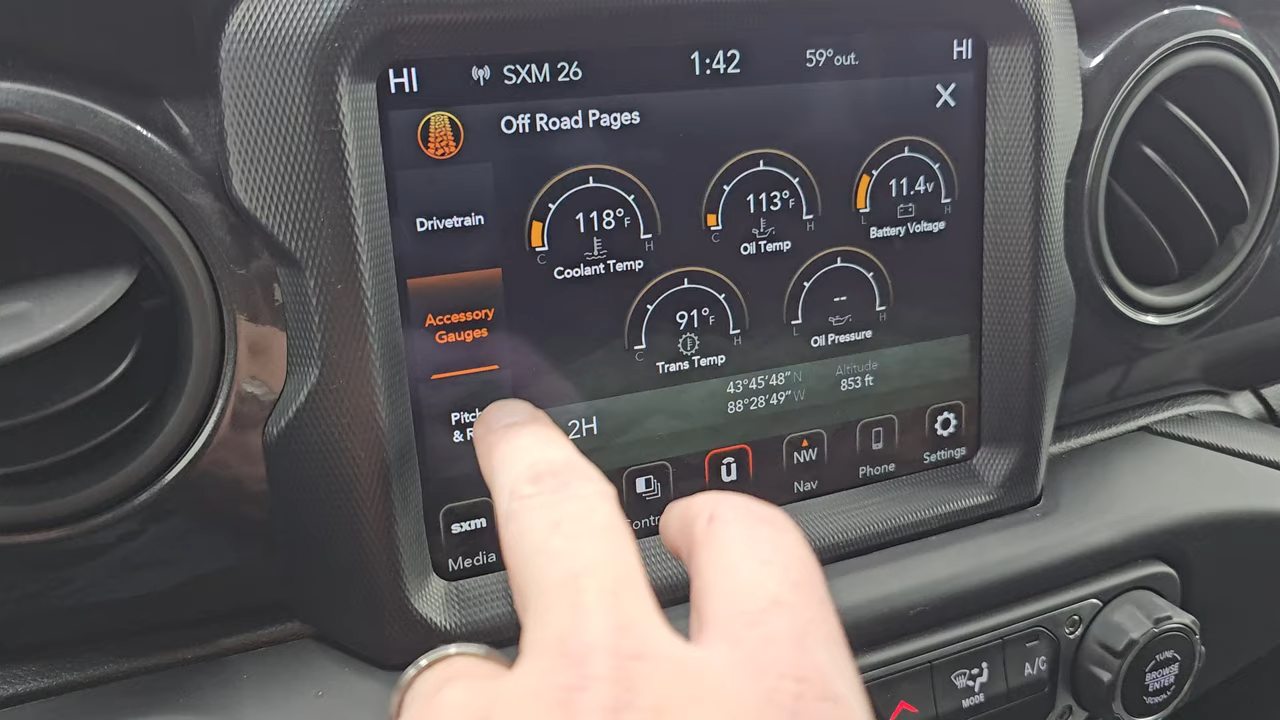 HI
SXM 26
1:42
59°out.
HI
Off Road Pages
X
Drivetrain
118°F
C H
Coolant Temp
113°F
C H
Oil Temp
11.4v
L H
Battery Voltage
Accessory
Gauges
91°F
C H
Trans Temp
--
L H
Oil Pressure
43°45'48"N
88°28'49"W
Altitude
853 ft
2H
sxm
Media
û
NW
Nav
Phone
Settings
MODE
A/C
TUNE
BROWSE
ENTER
SCROLL